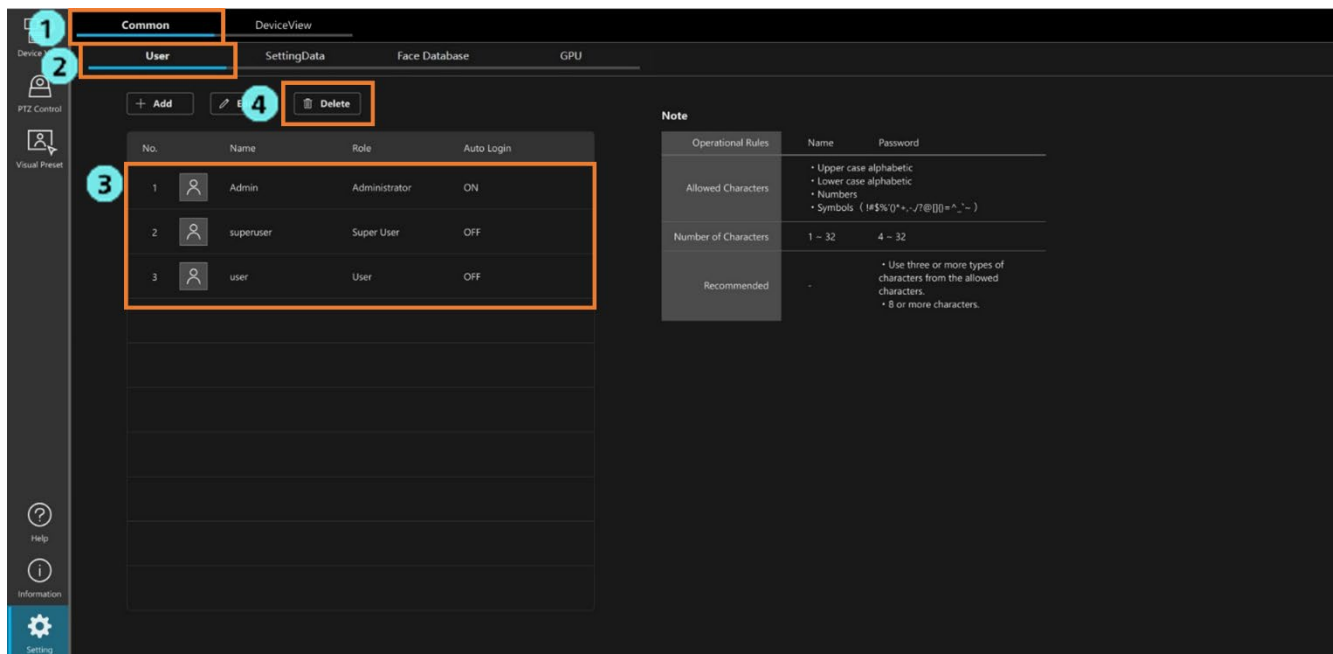 1
Common
DeviceView
Device
2
User
SettingData
Face Database
GPU
PTZ Control
+ Add
4
Delete
Visual Preset
Note
No.
Name
Role
Auto Login
3
1
Admin
Administrator
ON
2
superuser
Super User
OFF
3
user
User
OFF
Operational Rules
Name
Password
Allowed Characters
・Upper case alphabetic
・Lower case alphabetic
・Numbers
・Symbols
Number of Characters
1 ~ 32
4 ~ 32
Recommended
-
・Use three or more types of
characters from the allowed
characters.
・8 or more characters.
Help
Information
Setting